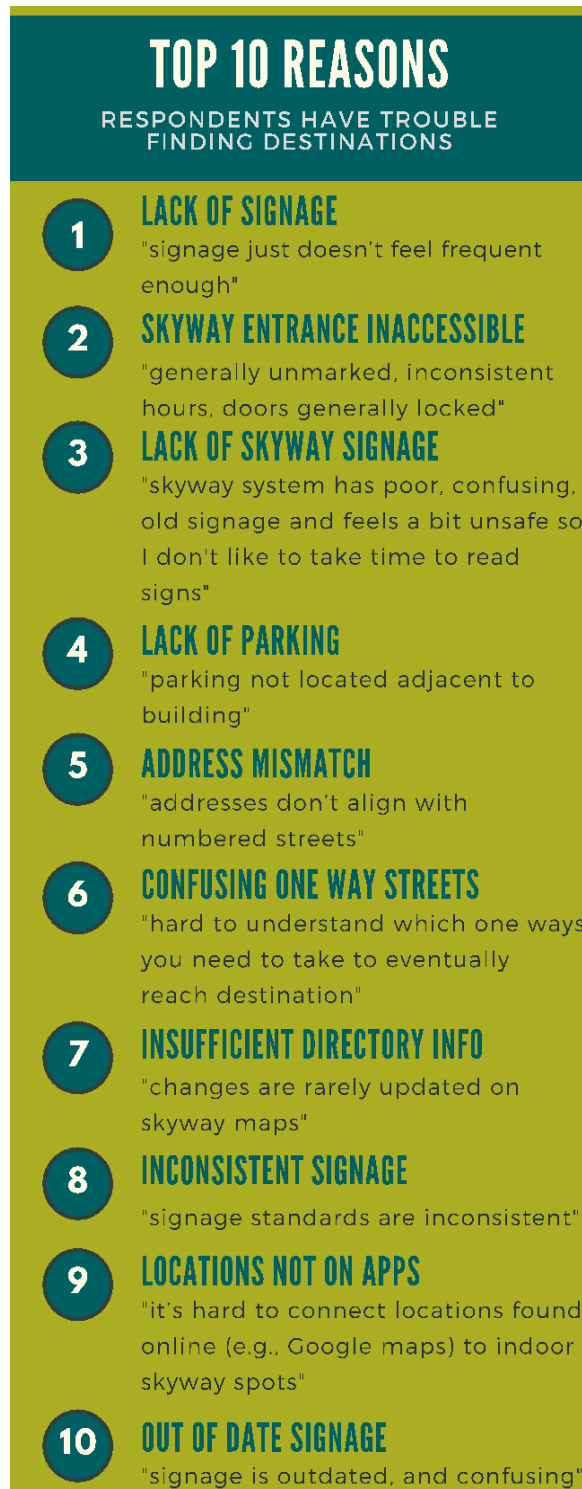 TOP 10 REASONS
RESPONDENTS HAVE TROUBLE
FINDING DESTINATIONS
1
LACK OF SIGNAGE
"signage just doesn't feel frequent
enough"
2
SKYWAY ENTRANCE INACCESSIBLE
"generally unmarked, inconsistent
hours, doors generally locked"
3
LACK OF SKYWAY SIGNAGE
"skyway system has poor, confusing,
old signage and feels a bit unsafe so
I don't like to take time to read
signs"
4
LACK OF PARKING
"parking not located adjacent to
building"
5
ADDRESS MISMATCH
"addresses don't align with
numbered streets"
6
CONFUSING ONE WAY STREETS
"hard to understand which one ways
you need to take to eventually
reach destination"
7
INSUFFICIENT DIRECTORY INFO
"changes are rarely updated on
skyway maps"
8
INCONSISTENT SIGNAGE
"signage standards are inconsistent"
9
LOCATIONS NOT ON APPS
"it's hard to connect locations found
online (e.g., Google maps) to indoor
skyway spots"
10
OUT OF DATE SIGNAGE
"signage is outdated, and confusing"